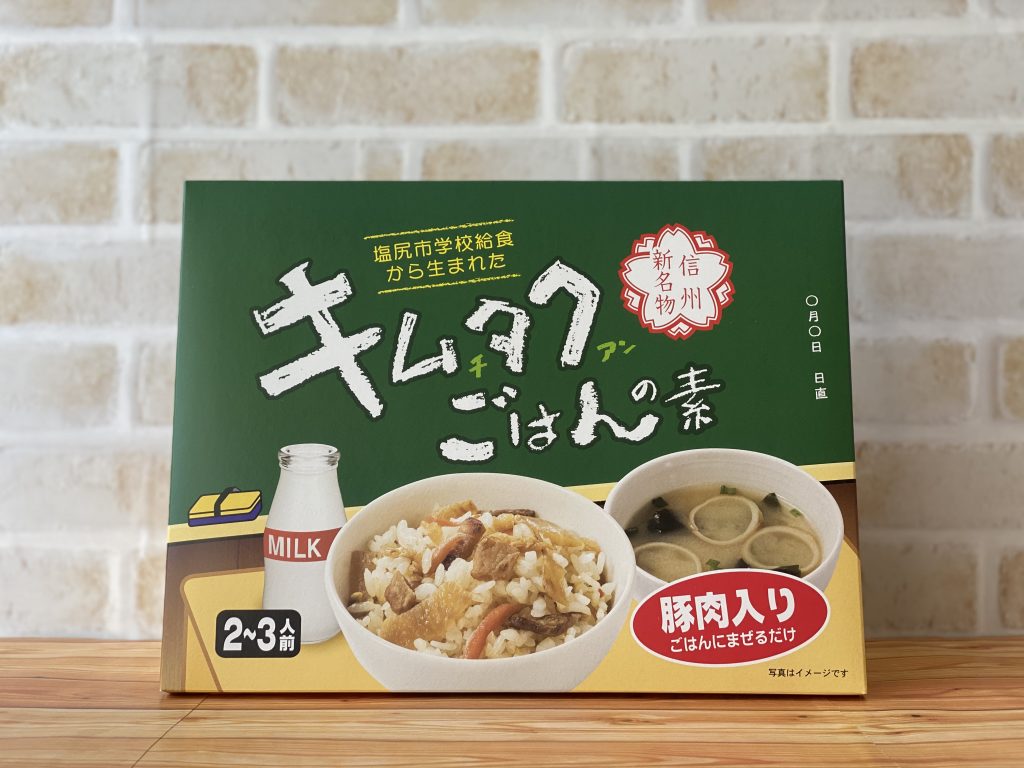 塩尻市学校給食
から生まれた
キムタク
チ アン
ごはんの素
信州
新名物
〇月〇日 日直
MILK
2~3人前
豚肉入り
ごはんにまぜるだけ
写真はイメージです